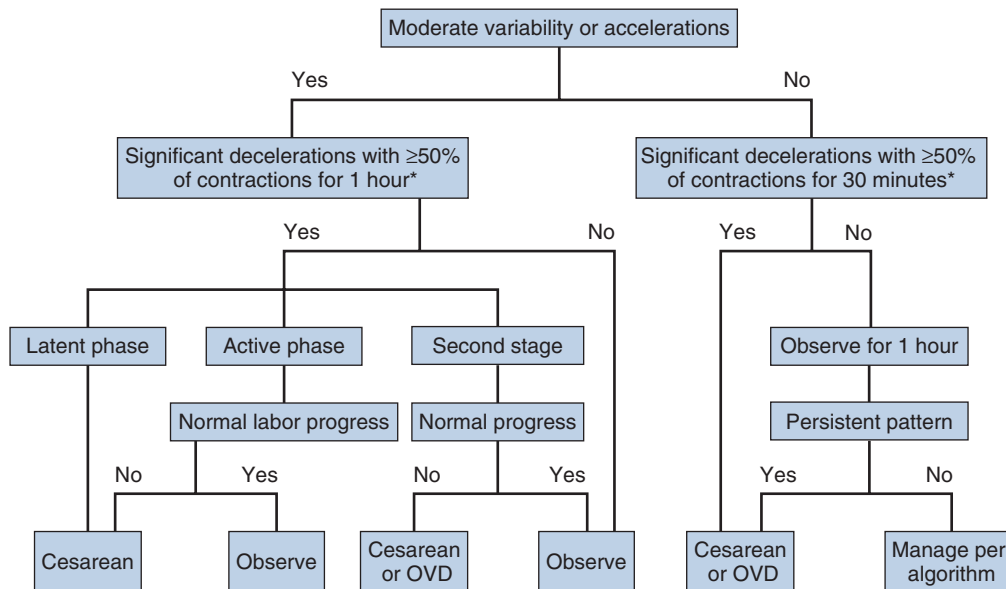 Moderate variability or accelerations
Yes
No
Significant decelerations with ≥50%
of contractions for 1 hour*
Significant decelerations with ≥50%
of contractions for 30 minutes*
Yes
No
Yes
No
Latent phase
Active phase
Second stage
Observe for 1 hour
Normal labor progress
Normal progress
Persistent pattern
No
Yes
No
Yes
Yes
No
Cesarean
Observe
Cesarean
or OVD
Observe
Cesarean
or OVD
Manage per
algorithm